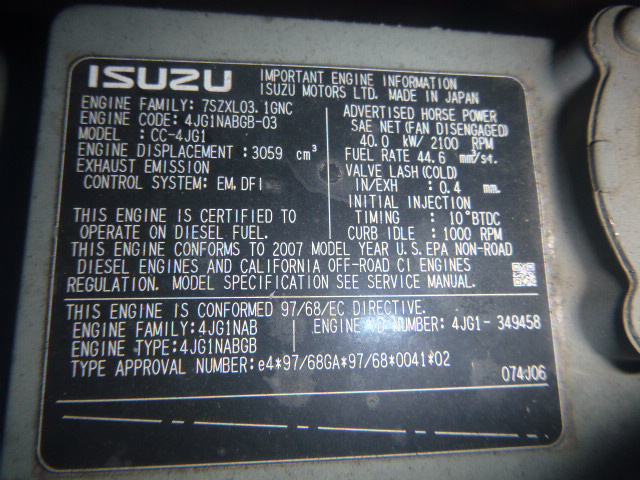 ISUZU IMPORTANT ENGINE INFORMATION
ISUZU MOTORS LTD. MADE IN JAPAN
ENGINE FAMILY: 7SZXL03.1GNC
ENGINE CODE: 4JG1NABGB-03
MODEL : CC-4JG1
ENGINE DISPLACEMENT: 3059 cm³
EXHAUST EMISSION
CONTROL SYSTEM: EM,DFI
THIS ENGINE IS CERTIFIED TO
OPERATE ON DIESEL FUEL.
ADVERTISED HORSE POWER
SAE NET (FAN DISENGAGED)
40.0 kW/ 2100 RPM
FUEL RATE 44.6 mm³/st.
VALVE LASH (COLD)
IN/EXH : 0.4 mm.
INITIAL INJECTION
TIMING : 10°BTDC
CURB IDLE : 1000 RPM
THIS ENGINE CONFORMS TO 2007 MODEL YEAR U.S.EPA NON-ROAD
DIESEL ENGINES AND CALIFORNIA OFF-ROAD CI ENGINES
REGULATION. MODEL SPECIFICATION SEE SERVICE MANUAL.
THIS ENGINE IS CONFORMED 97/68/EC DIRECTIVE.
ENGINE FAMILY:4JG1NAB ENGINE ID NUMBER: 4JG1- 349458
ENGINE TYPE:4JG1NABGB
TYPE APPROVAL NUMBER: e4*97/68GA*97/68*0041*02
074J06